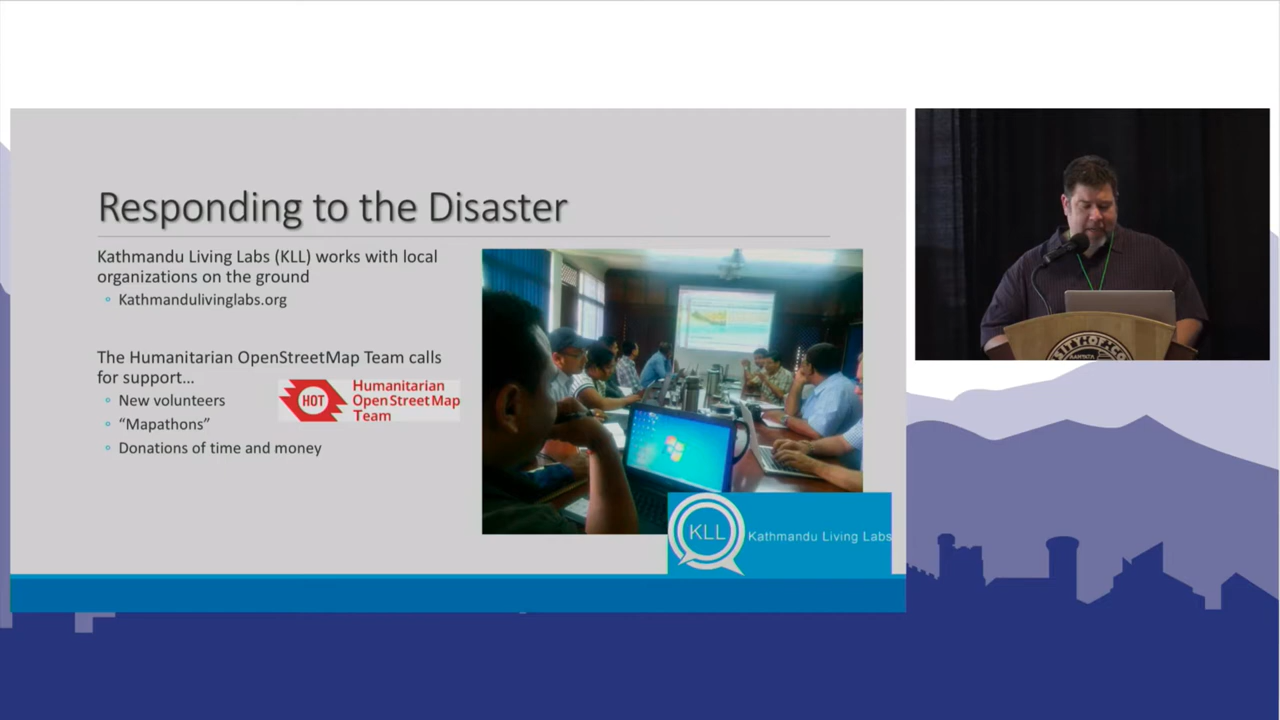 Responding to the Disaster
Kathmandu Living Labs (KLL) works with local
organizations on the ground
Kathmandulivinglabs.org
The Humanitarian OpenStreetMap Team calls
for support...
New volunteers
“Mapathons”
Donations of time and money
HOT
Humanitarian
OpenStreetMap
Team
KLL
Kathmandu Living Labs